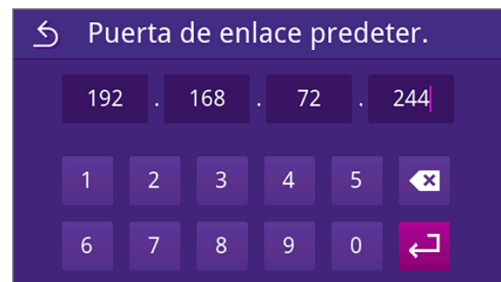 Puerta de enlace predeter.
192 . 168 . 72 . 244
1 2 3 4 5
6 7 8 9 0